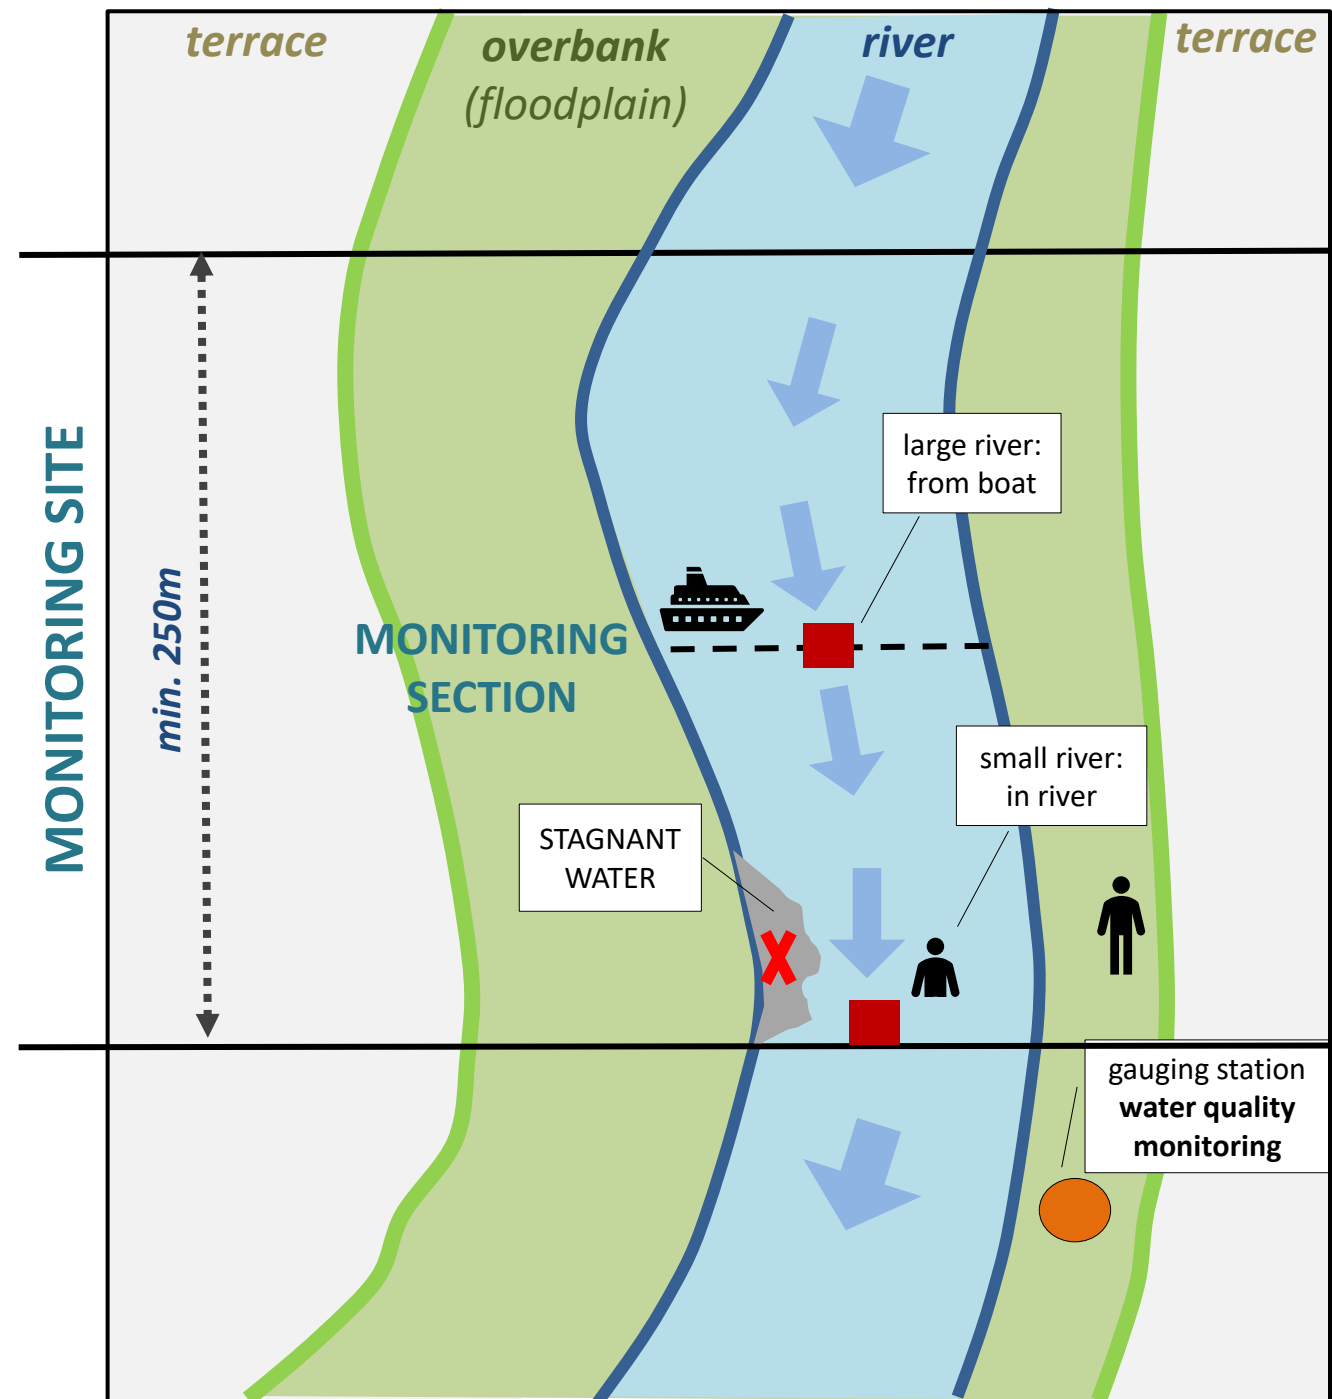 terrace
overbank
(floodplain)
river
terrace
MONITORING SITE
min. 250m
large river:
from boat
MONITORING
SECTION
small river:
in river
STAGNANT
WATER
gauging station
water quality
monitoring